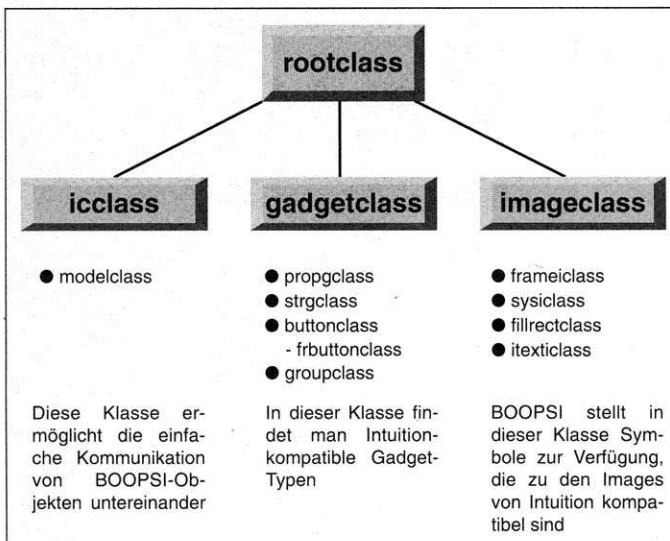 rootclass
icclass
gadgetclass
imageclass
● modelclass
● propgclass
● strgclass
● buttonclass
- frbuttonclass
● groupclass
● frameiclass
● sysiclass
● fillrectclass
● itexticlass
Diese Klasse er-
möglicht die einfa-
che Kommunikation
von BOOPSI-Ob-
jekten untereinander
In dieser Klasse fin-
det man Intuition-
kompatible Gadget-
Typen
BOOPSI stellt in
dieser Klasse Sym-
bole zur Verfügung,
die zu den Images
von Intuition kompa-
tibel sind